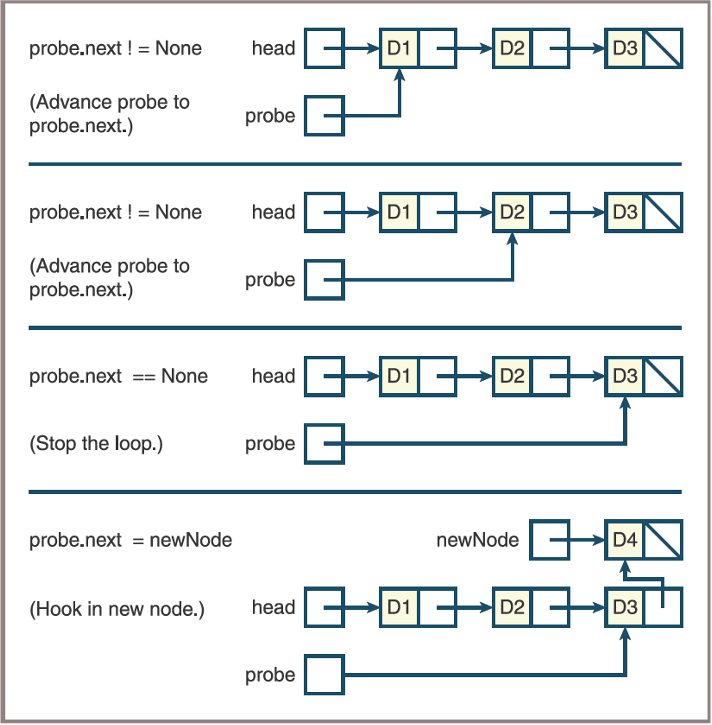 probe.next ! = None
head
D1
D2
D3
(Advance probe to
probe.next.)
probe
probe.next ! = None
head
D1
D2
D3
(Advance probe to
probe.next.)
probe
probe.next == None
head
D1
D2
D3
(Stop the loop.)
probe
probe.next = newNode
newNode
D4
(Hook in new node.)
head
D1
D2
D3
probe